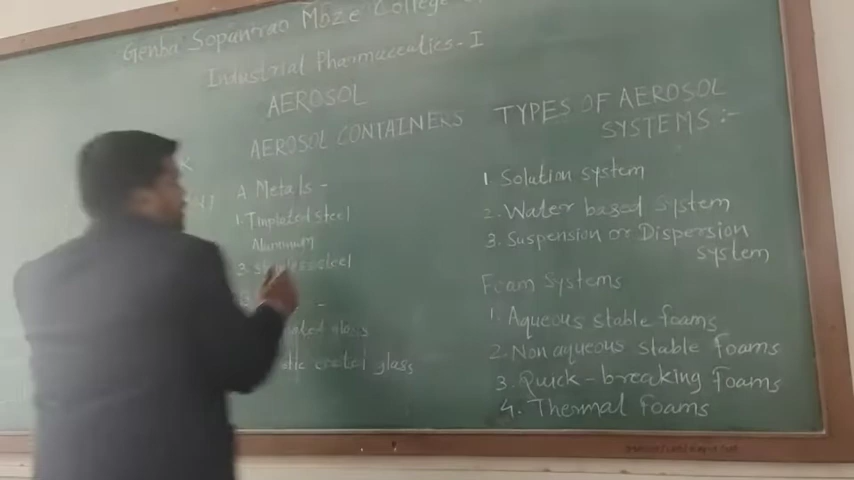 Genba Sopanrao Moze College of
Industrial Pharmaceutics-I
AEROSOL
AEROSOL CONTAINERS
A Metals -
1. Tinplated steel
Aluminum
3. Stainless steel
coated glass
coated glass
TYPES OF AEROSOL
SYSTEMS :-
1. Solution system
2. Water based system
3. Suspension or Dispersion
system
Foam Systems
1. Aqueous stable foams
2. Non aqueous stable foams
3. Quick-breaking foams
4. Thermal foams